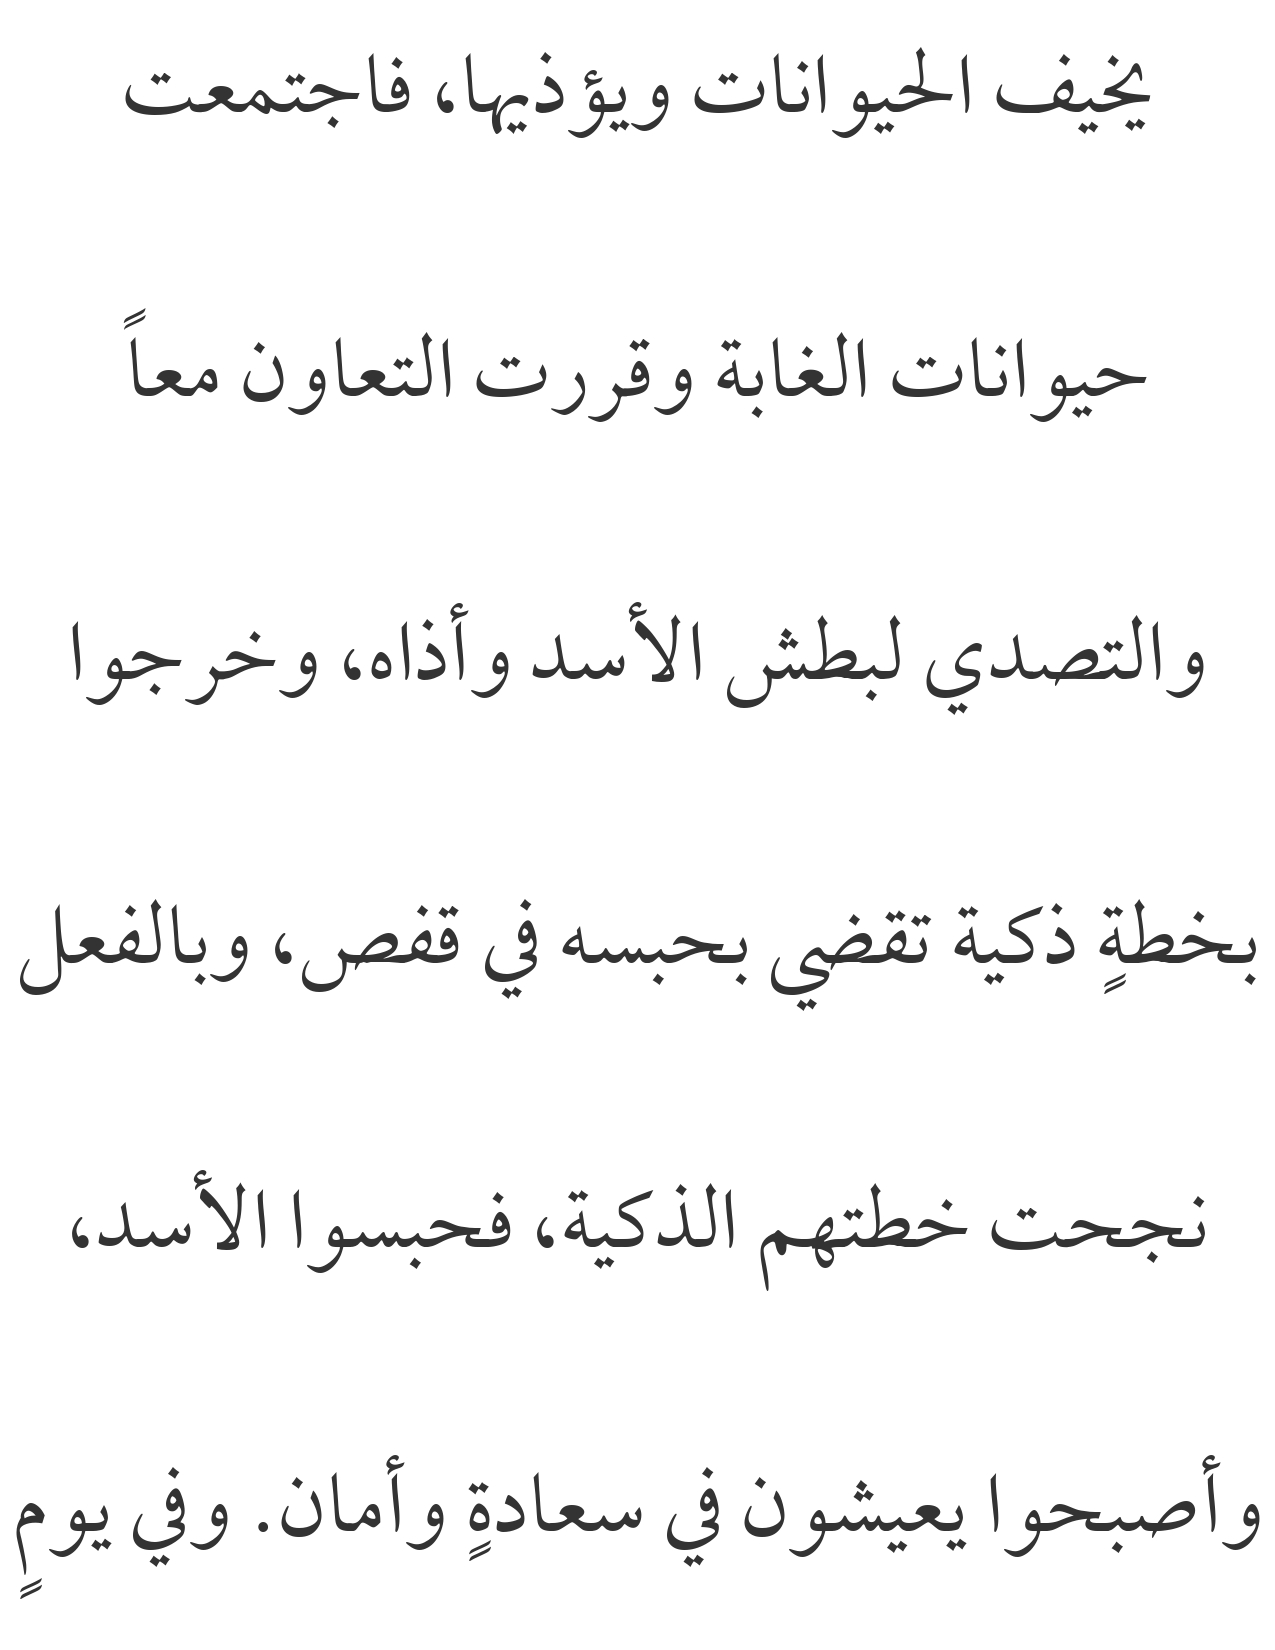 يخيف الحيوانات ويؤذيها، فاجتمعت
حيوانات الغابة وقررت التعاون معاً
والتصدي لبطش الأسد وأذاه، وخرجوا
بخطةٍ ذكية تقضي بحبسه في قفص، وبالفعل
نجحت خطتهم الذكية، فحبسوا الأسد،
وأصبحوا يعيشون في سعادةٍ وأمان. وفي يومٍ